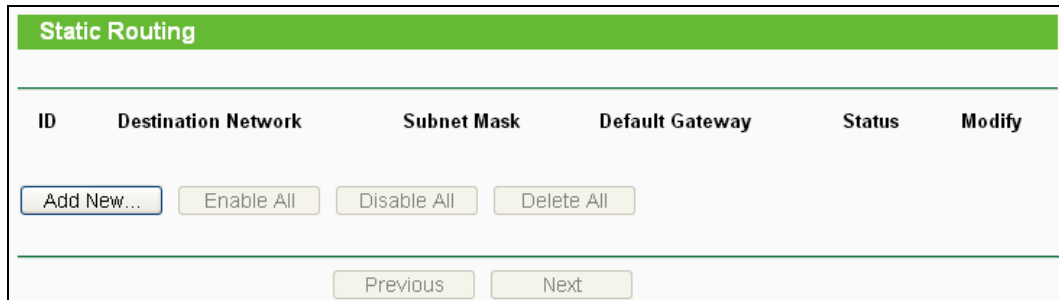 Static Routing
ID Destination Network Subnet Mask Default Gateway Status Modify
Add New... Enable All Disable All Delete All
Previous Next